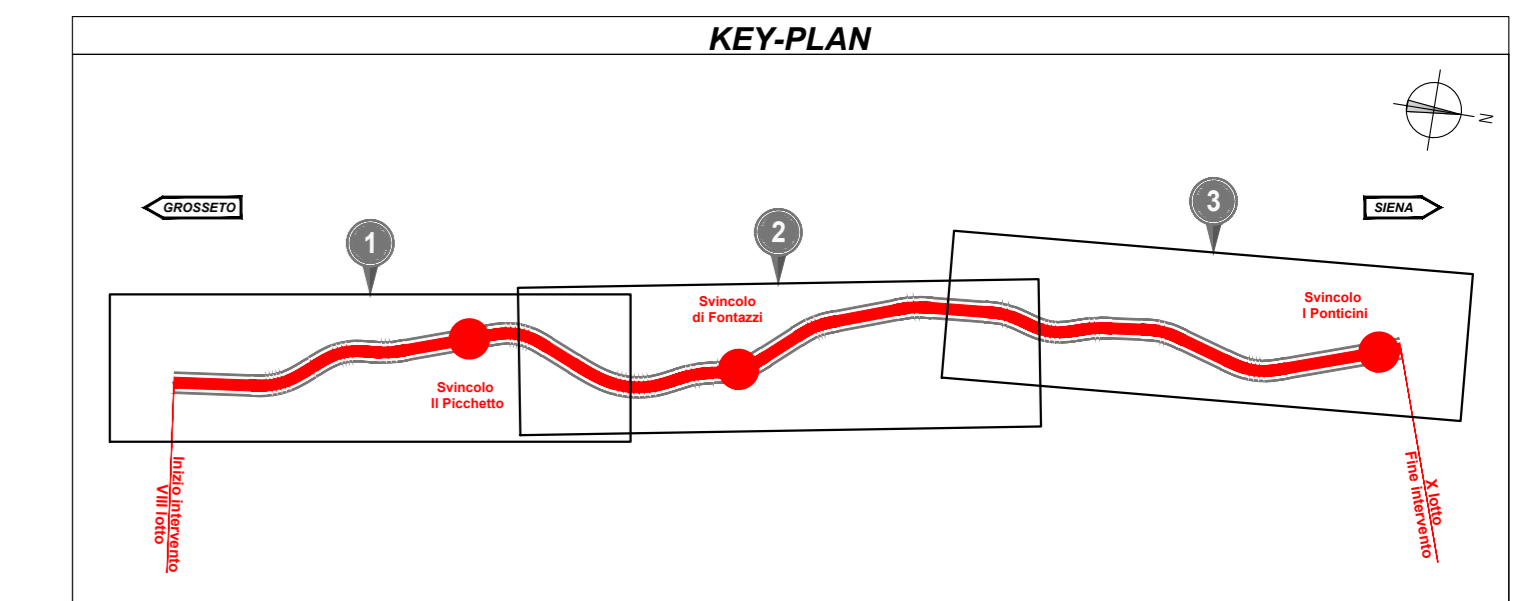 KEY-PLAN
N
GROSSETO
SIENA
1
2
3
Svincolo
di Fontazzi
Svincolo
I Ponticini
Svincolo
Il Picchetto
Inizio intervento
VIII lotto
X lotto
Fine intervento